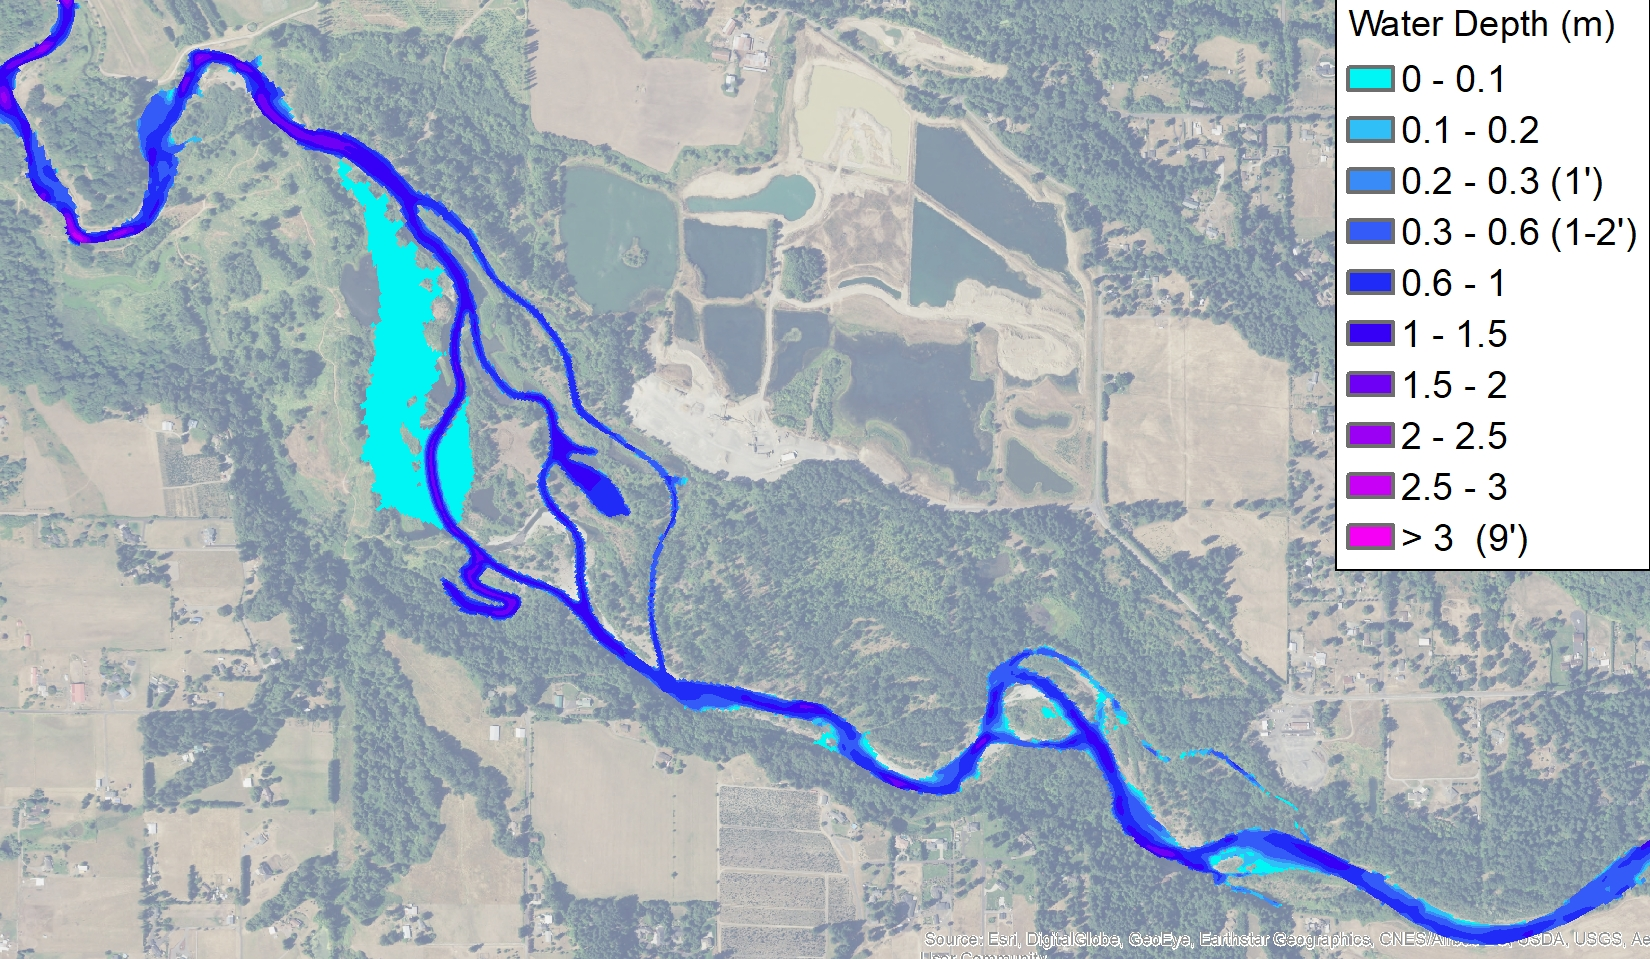 Water Depth (m)
0 - 0.1
0.1 - 0.2
0.2 - 0.3 (1')
0.3 - 0.6 (1-2')
0.6 - 1
1 - 1.5
1.5 - 2
2 - 2.5
2.5 - 3
> 3 (9')
Source: Esri, DigitalGlobe, GeoEye, Earthstar Geographics, CNES/Airbus USDA, USGS, Ae
User Community